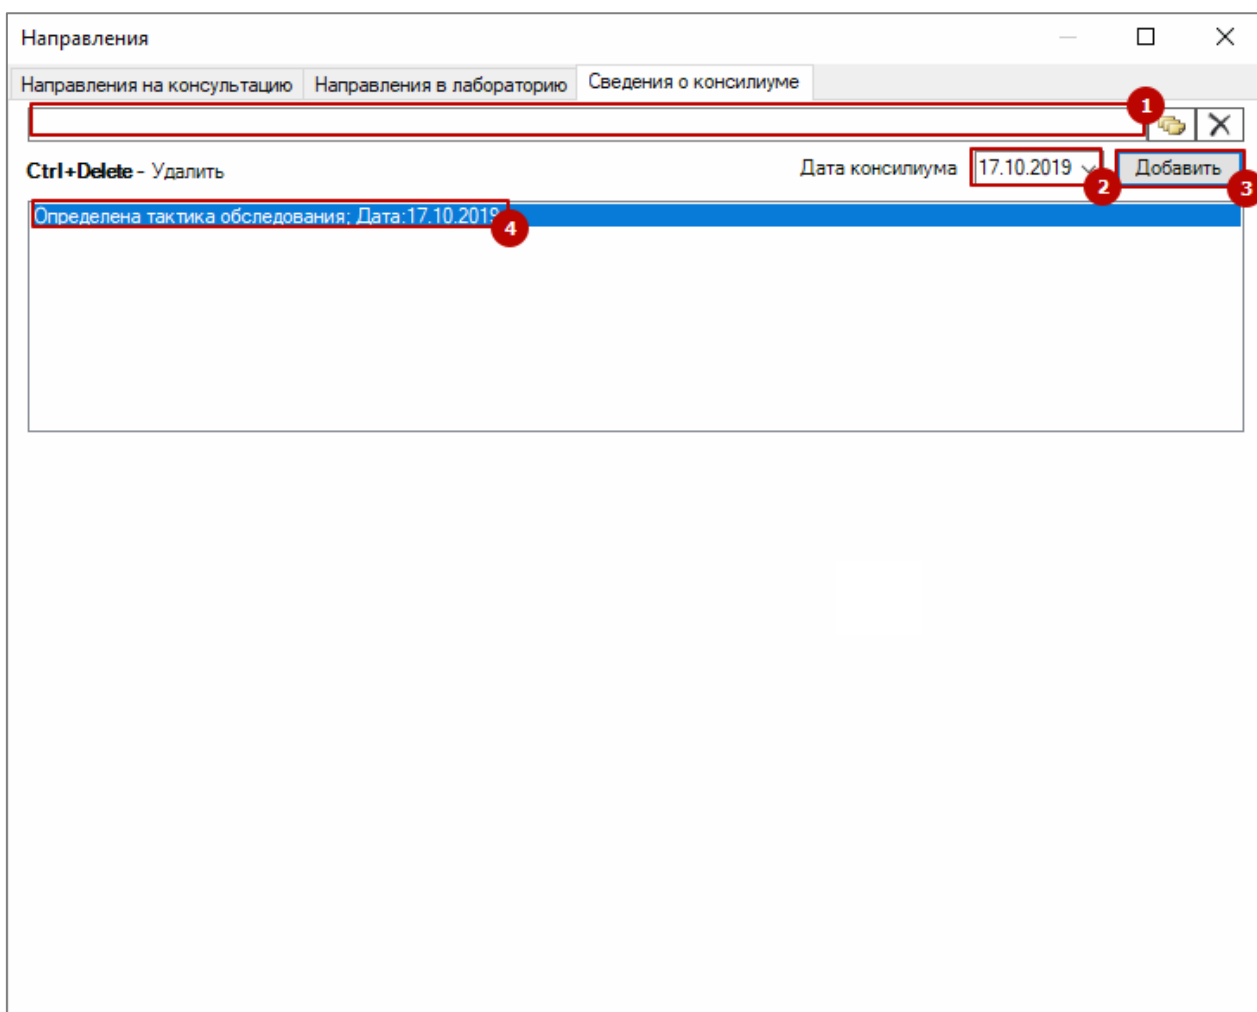 Направления
Направления на консультацию Направления в лабораторию Сведения о консилиуме
1
Ctrl+Delete - Удалить Дата консилиума 17.10.2019 Добавить
2 3
Определена тактика обследования; Дата:17.10.2019
4